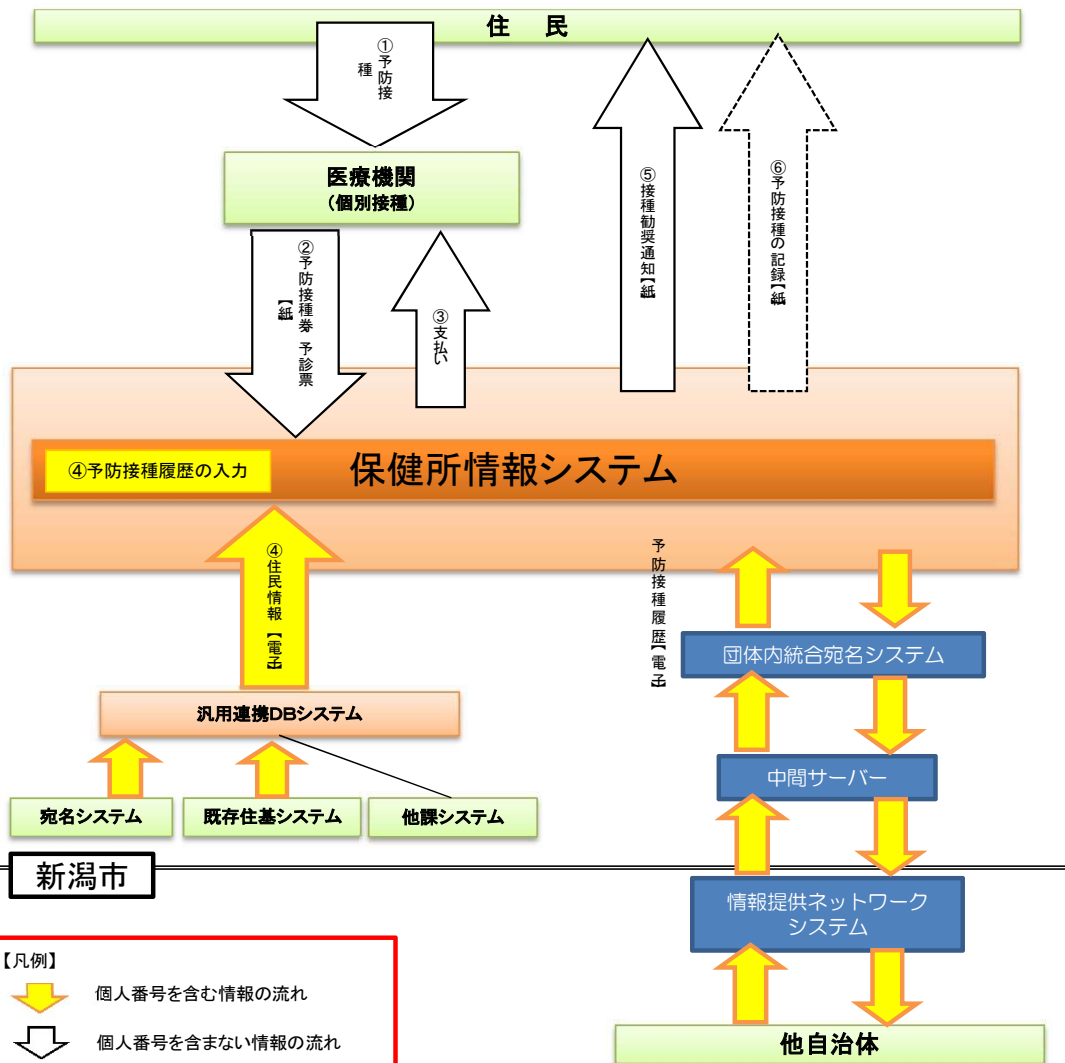 住　民
①予防接種
医療機関
（個別接種）
②予防接種券 予診票【紙】
③支払い
⑤接種勧奨通知【紙】
⑥予防接種の記録【紙】
④予防接種履歴の入力
保健所情報システム
④住民情報【電子】
予防接種履歴【電子】
団体内統合宛名システム
汎用連携DBシステム
中間サーバー
宛名システム
既存住基システム
他課システム
新潟市
情報提供ネットワーク
システム
【凡例】
個人番号を含む情報の流れ
個人番号を含まない情報の流れ
他自治体